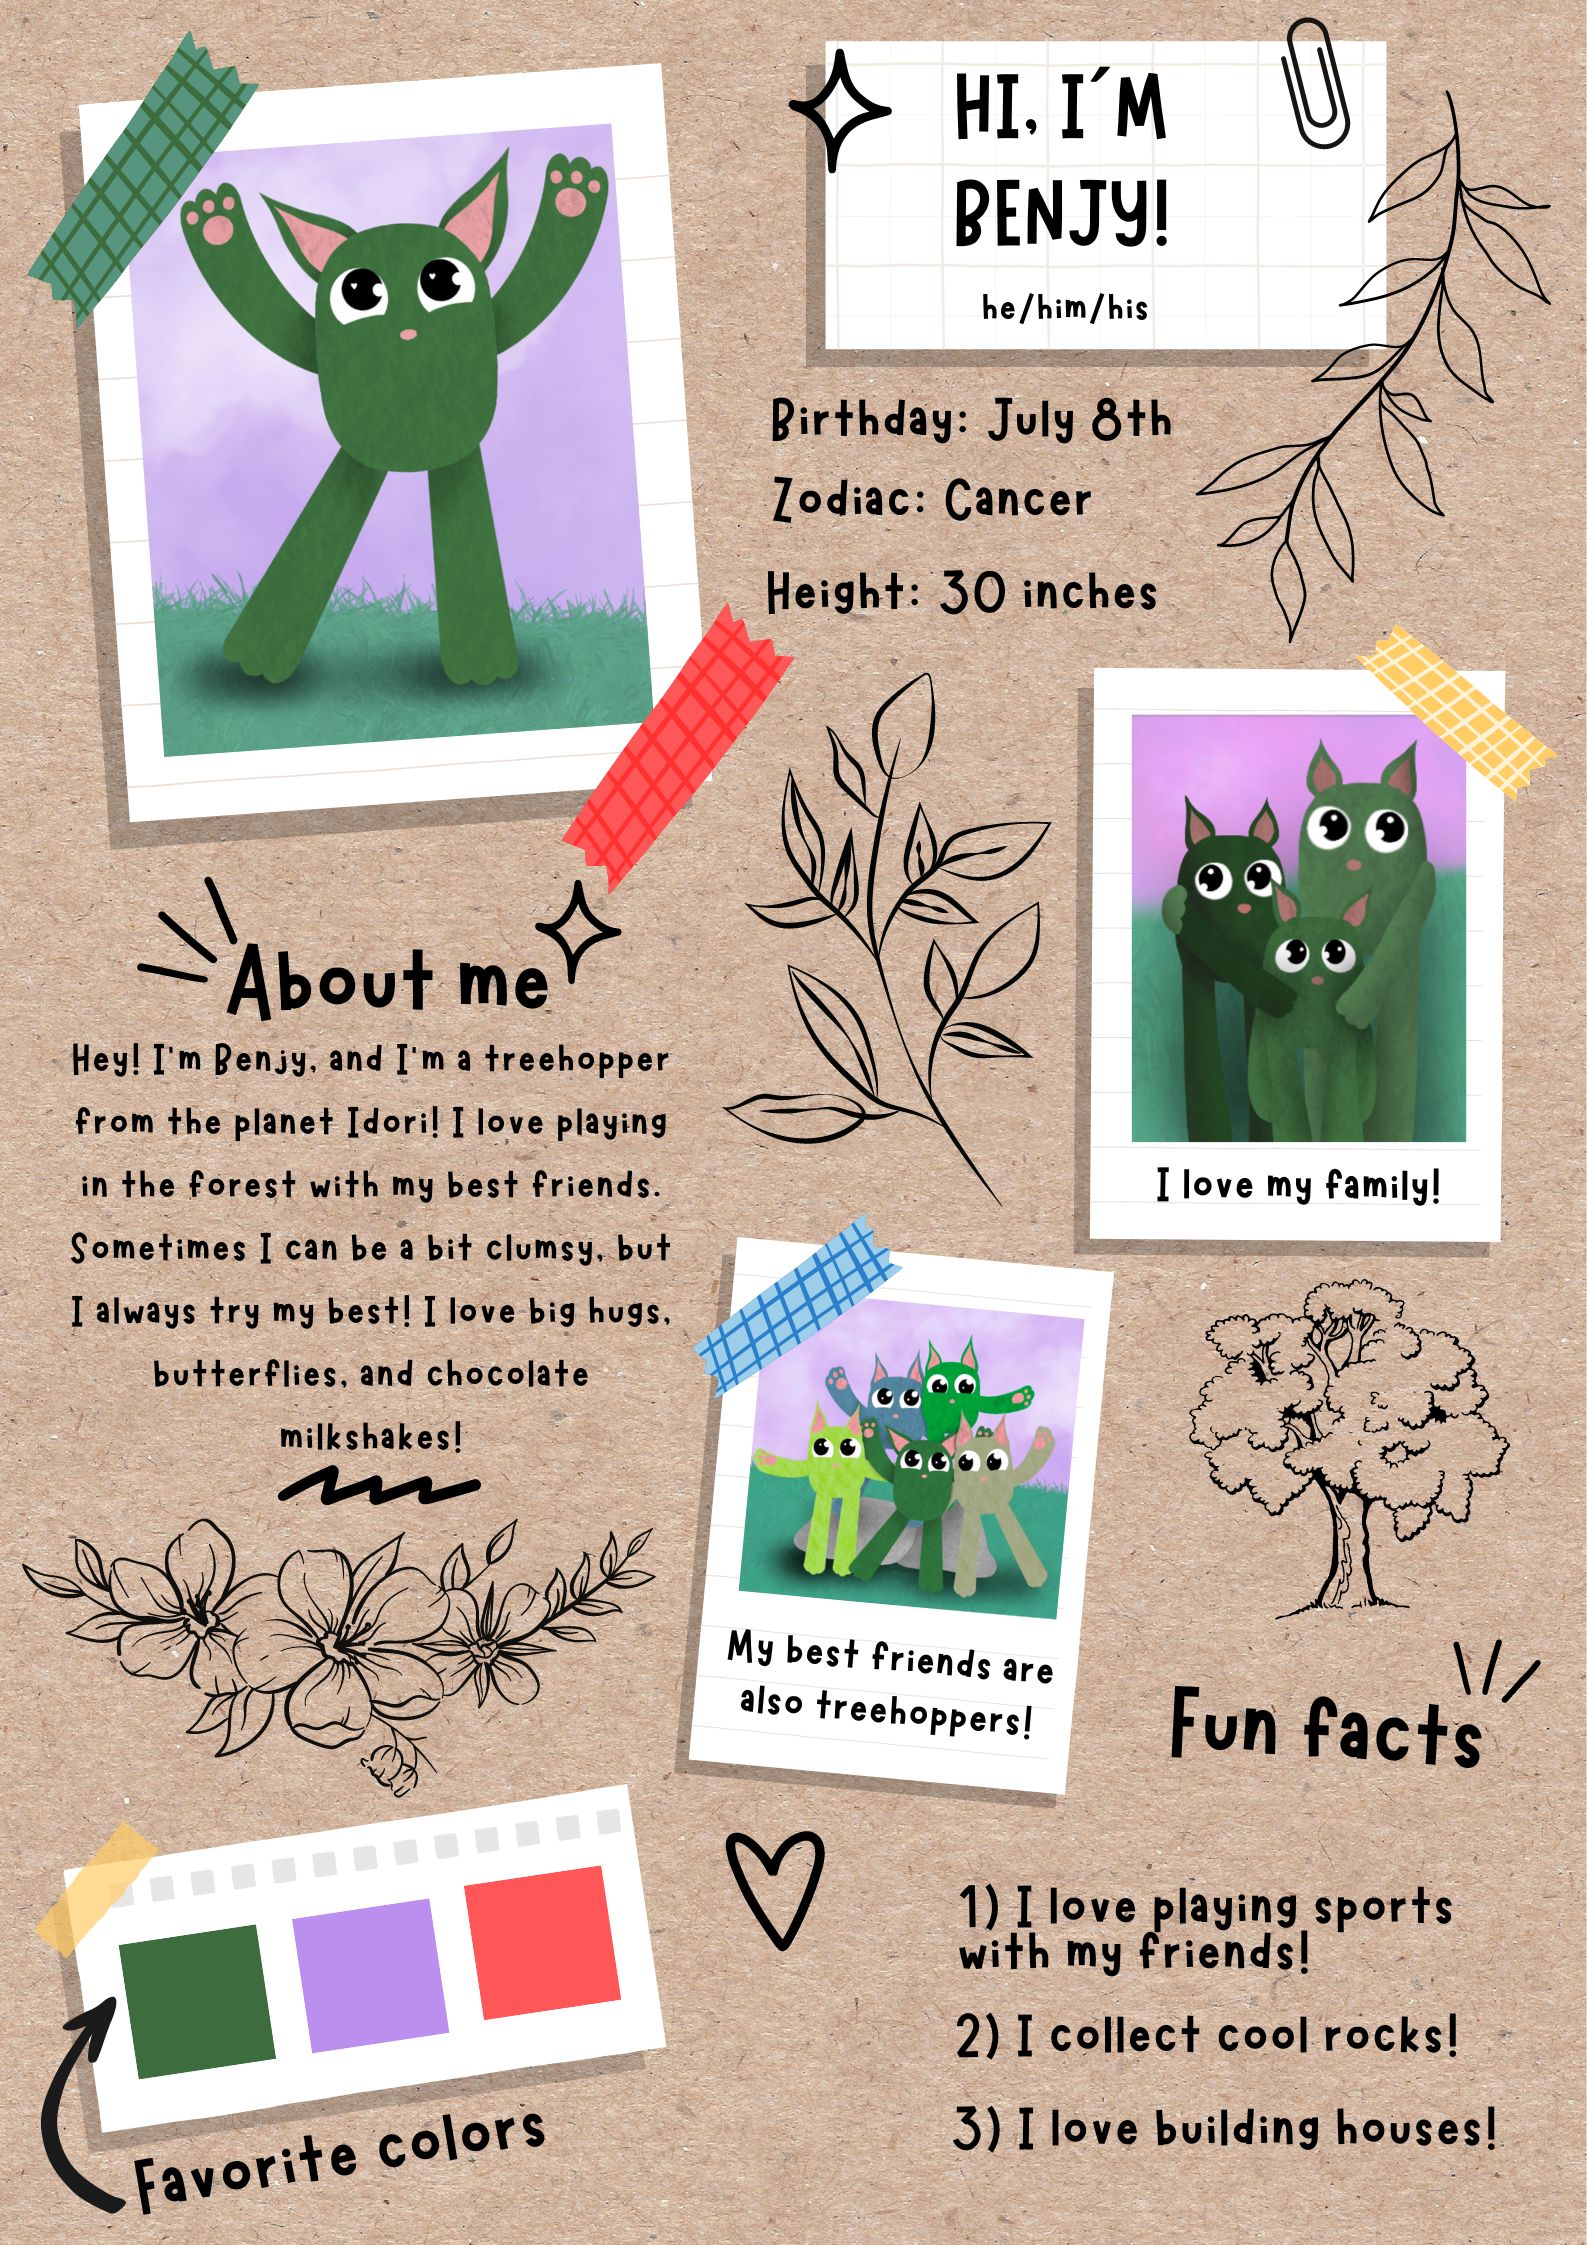 HI, I´M
BENJY!
he/him/his
Birthday: July 8th
Zodiac: Cancer
Height: 30 inches
About me
Hey! I'm Benjy, and I'm a treehopper
from the planet Idori! I love playing
in the forest with my best friends.
Sometimes I can be a bit clumsy, but
I always try my best! I love big hugs,
butterflies, and chocolate
milkshakes!
I love my family!
My best friends are
also treehoppers!
Favorite colors
Fun facts
1) I love playing sports
with my friends!
2) I collect cool rocks!
3) I love building houses!